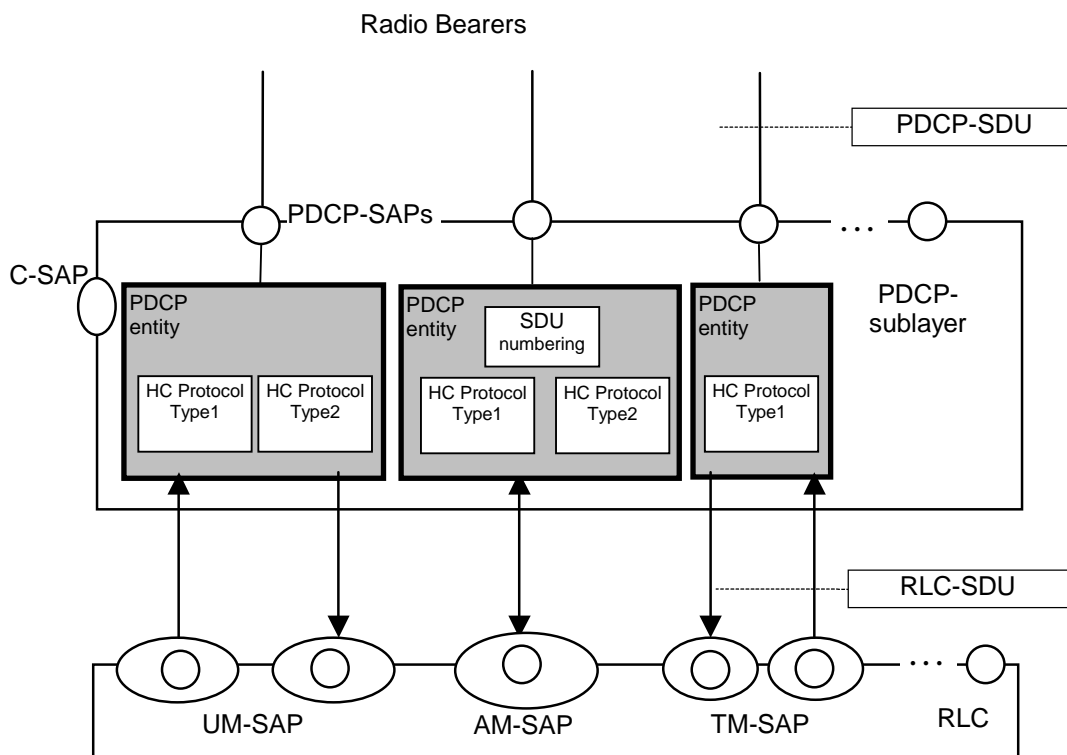 Radio Bearers
PDCP-SDU
PDCP-SAPs
...
C-SAP
PDCP
entity
HC Protocol
Type1
HC Protocol
Type2
PDCP
entity
SDU
numbering
HC Protocol
Type1
HC Protocol
Type2
PDCP
entity
HC Protocol
Type1
PDCP-
sublayer
RLC-SDU
...
UM-SAP
AM-SAP
TM-SAP
RLC